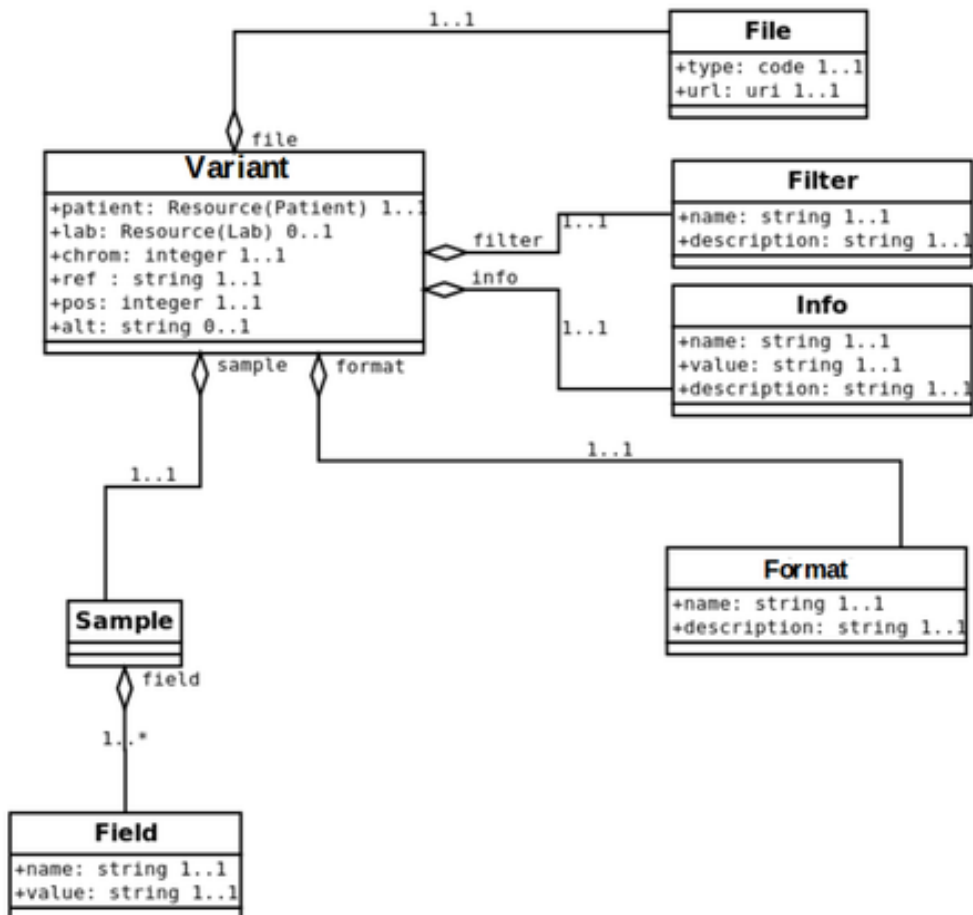 1..1
File
+type: code 1..1
+url: uri 1..1
file
Variant
+patient: Resource(Patient) 1..1
+lab: Resource(Lab) 0..1
+chrom: integer 1..1
+ref : string 1..1
+pos: integer 1..1
+alt: string 0..1
filter
1..1
Filter
+name: string 1..1
+description: string 1..1
info
1..1
Info
+name: string 1..1
+value: string 1..1
+description: string 1..1
sample
format
1..1
1..1
Format
+name: string 1..1
+description: string 1..1
Sample
field
1..*
Field
+name: string 1..1
+value: string 1..1